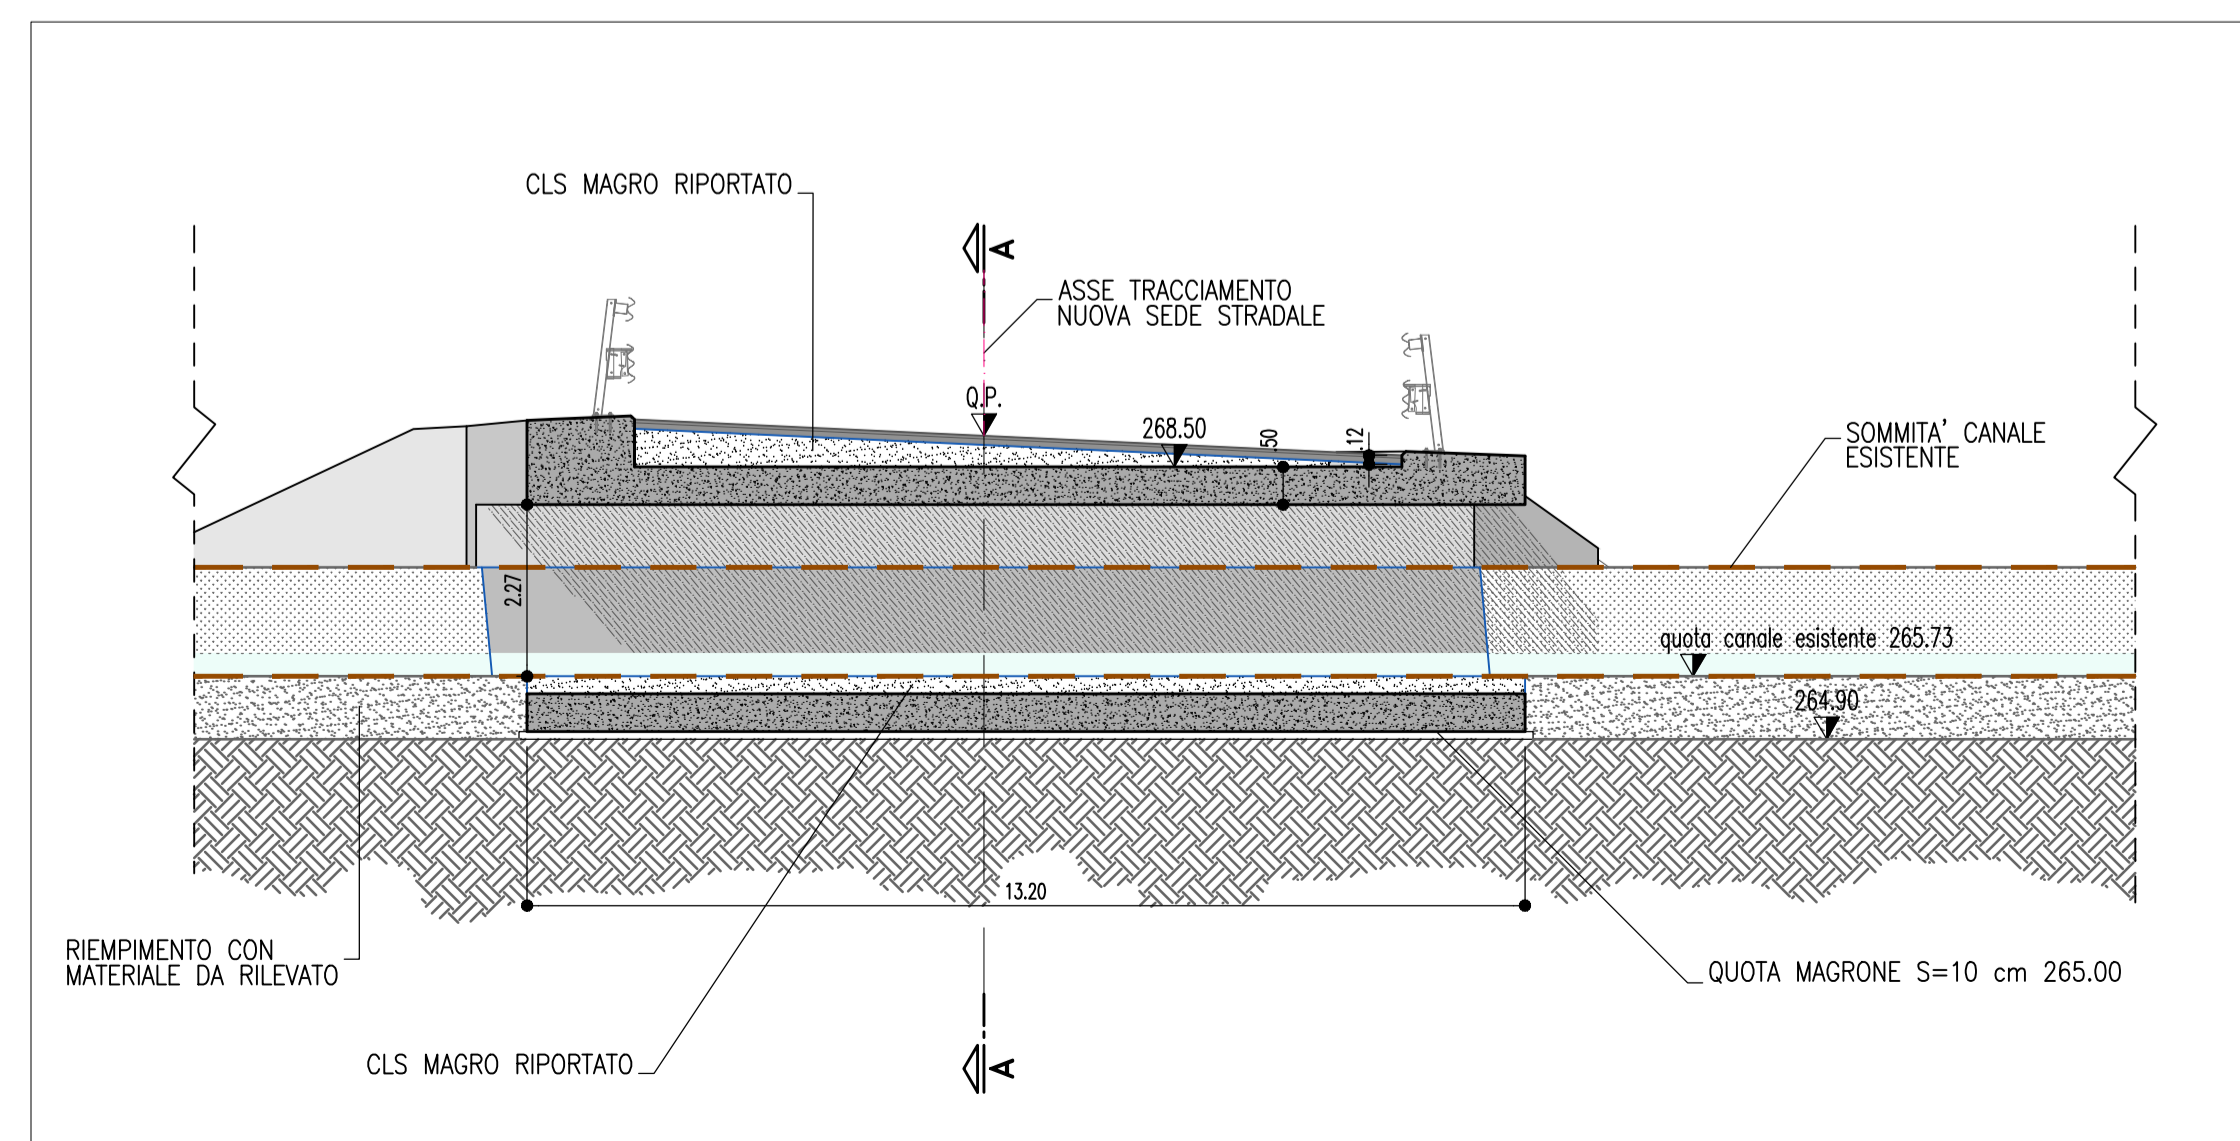 CLS MAGRO RIPORTATO
A
ASSE TRACCIAMENTO
NUOVA SEDE STRADALE
Q.P.
268.50
.50
.12
SOMMITA' CANALE
ESISTENTE
2.27
quota canale esistente 265.73
264.90
13.20
RIEMPIMENTO CON
MATERIALE DA RILEVATO
QUOTA MAGRONE S=10 cm 265.00
CLS MAGRO RIPORTATO
A